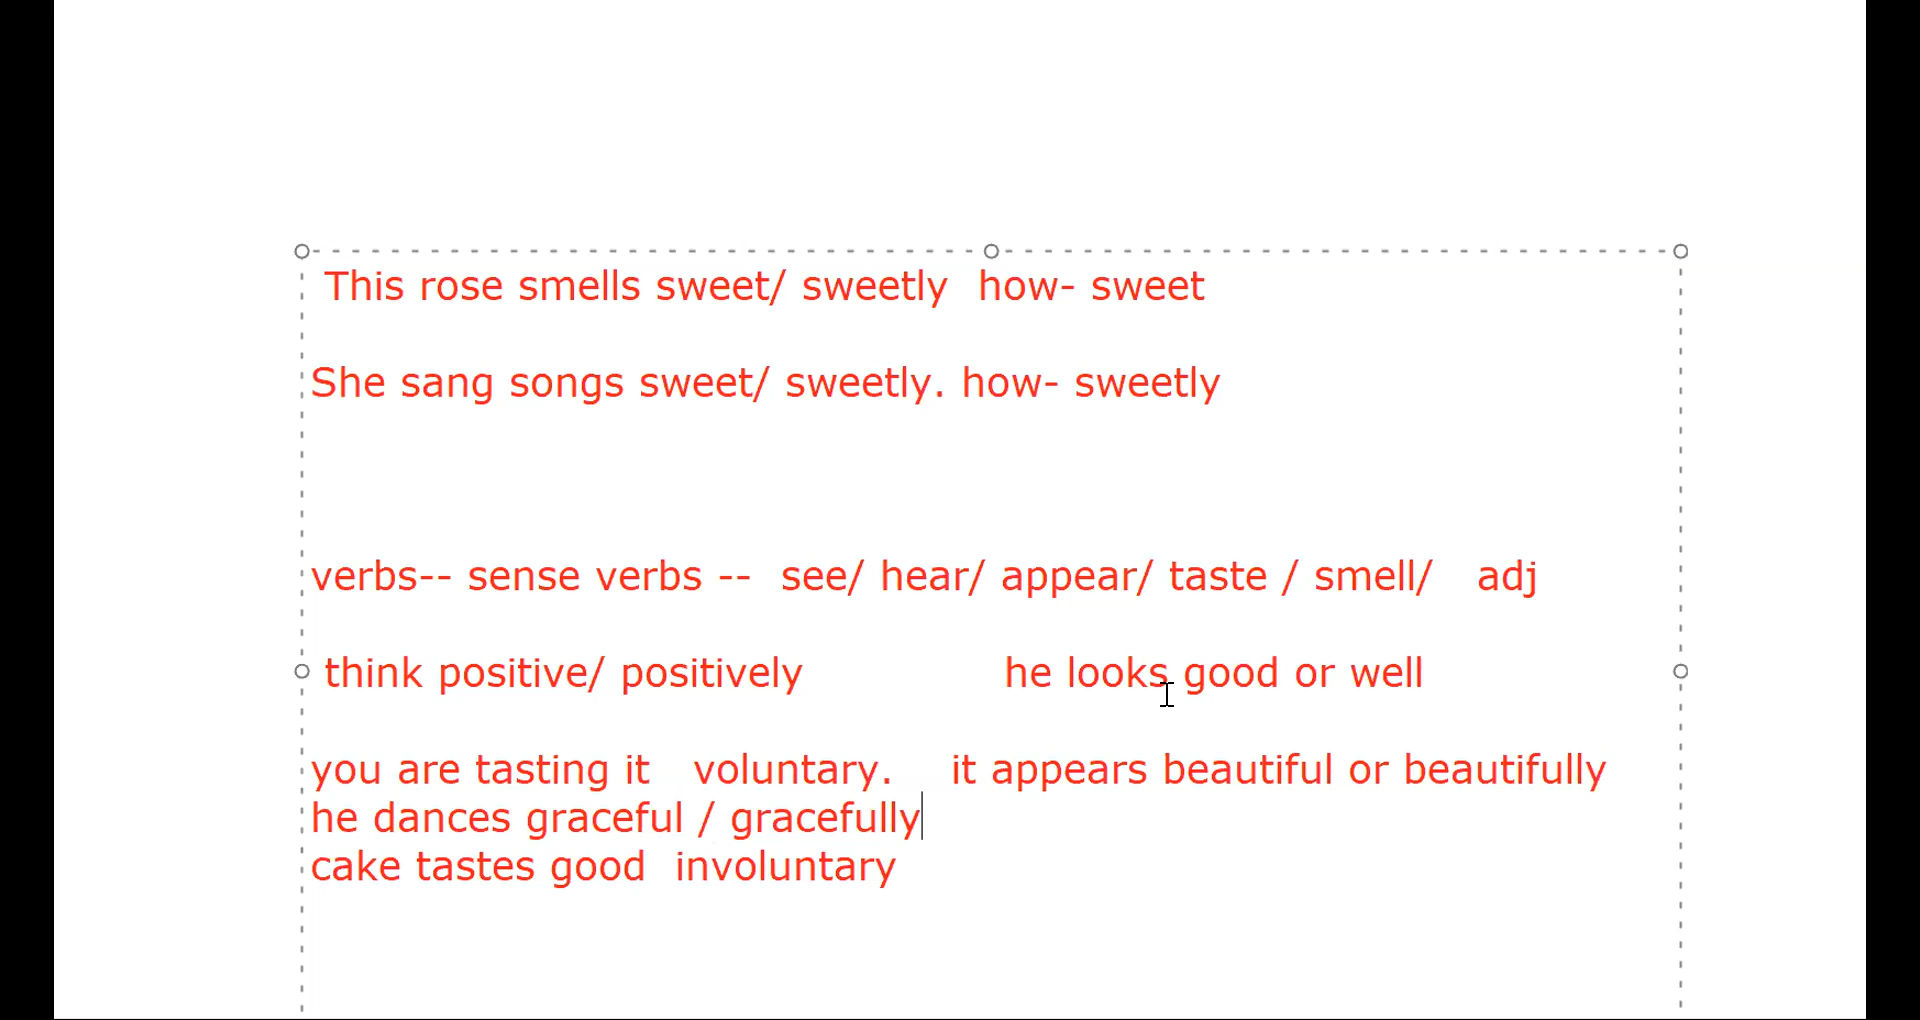 This rose smells sweet/ sweetly how- sweet
She sang songs sweet/ sweetly. how- sweetly
verbs-- sense verbs -- see/ hear/ appear/ taste / smell/ adj
think positive/ positively he looks good or well
you are tasting it voluntary. it appears beautiful or beautifully
he dances graceful / gracefully
cake tastes good involuntary